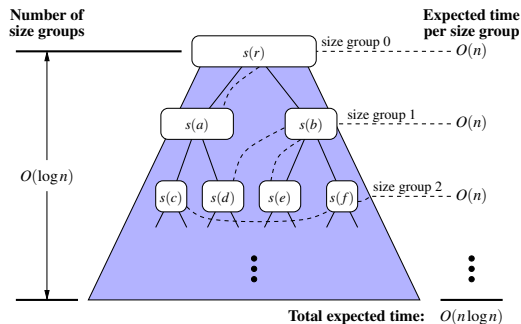 Number of
size groups
Expected time
per size group
s(r)
size group 0
O(n)
s(a)
s(b)
size group 1
O(n)
O(log n)
s(c)
s(d)
s(e)
s(f)
size group 2
O(n)
Total expected time: O(n log n)